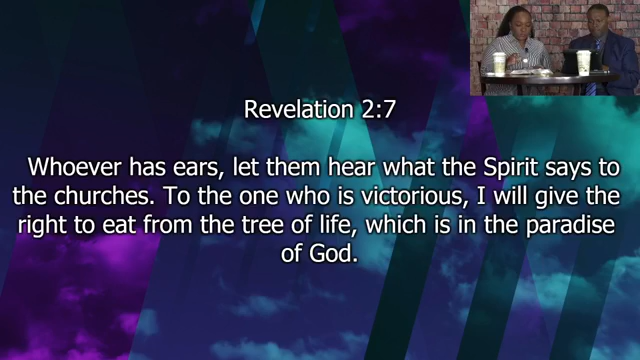 Revelation 2:7
Whoever has ears, let them hear what the Spirit says to
the churches. To the one who is victorious, I will give the
right to eat from the tree of life, which is in the paradise
of God.